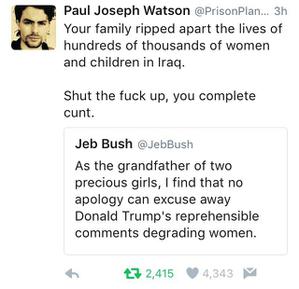 Paul Joseph Watson @PrisonPlan... 3h
Your family ripped apart the lives of
hundreds of thousands of women
and children in Iraq.
Shut the fuck up, you complete
cunt.
Jeb Bush @JebBush
As the grandfather of two
precious girls, I find that no
apology can excuse away
Donald Trump's reprehensible
comments degrading women.
2,415 4,343